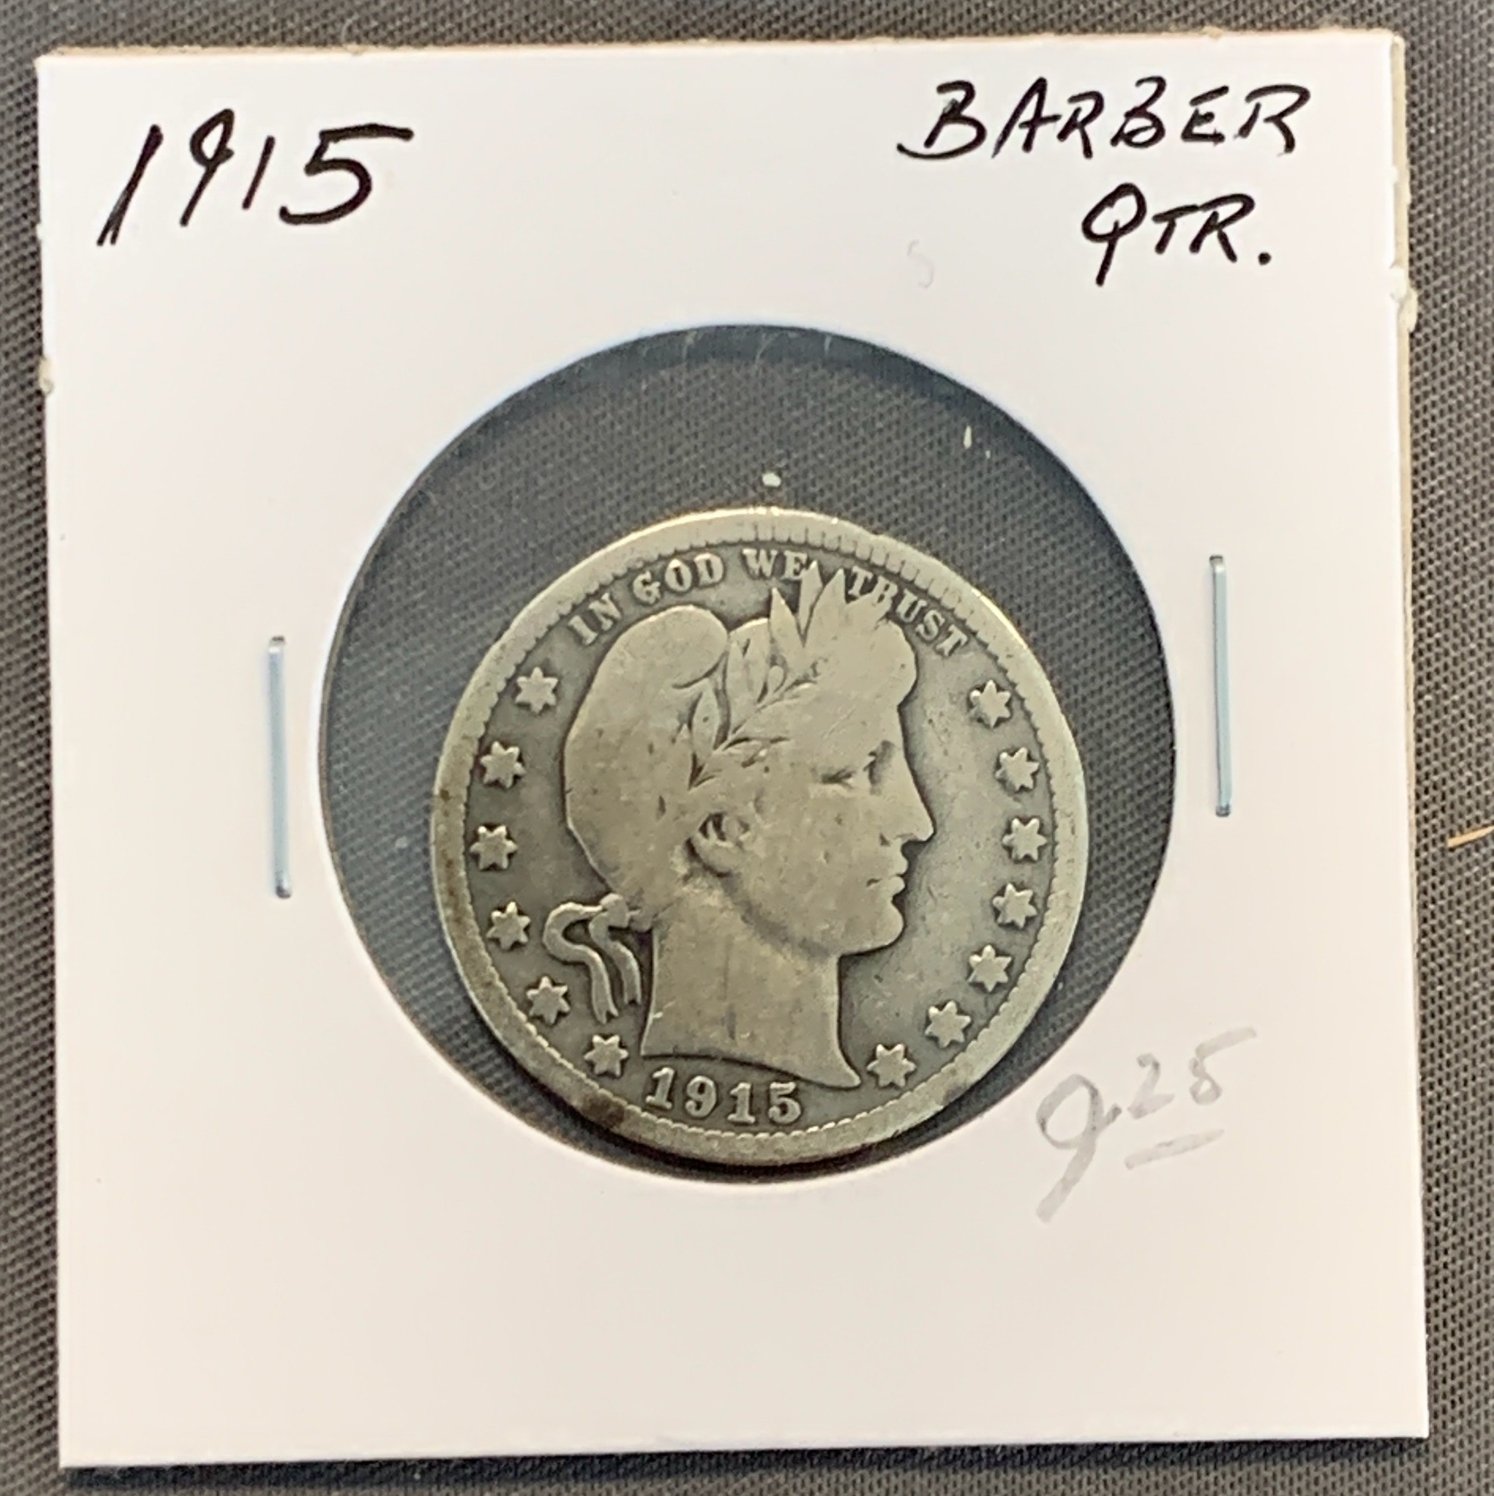 1915
BARBER
QTR.
IN GOD WE TRUST
1915
9.25